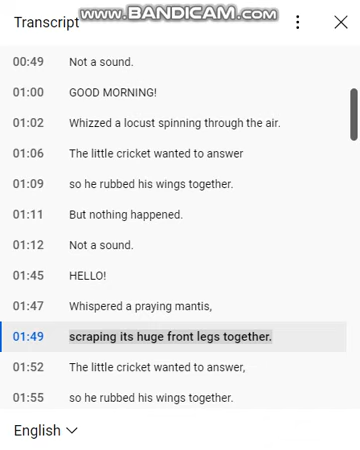 www.BANDICAM.com
Transcript
00:49 Not a sound.
01:00 GOOD MORNING!
01:02 Whizzed a locust spinning through the air.
01:06 The little cricket wanted to answer
01:09 so he rubbed his wings together.
01:11 But nothing happened.
01:12 Not a sound.
01:45 HELLO!
01:47 Whispered a praying mantis,
01:49 scraping its huge front legs together.
01:52 The little cricket wanted to answer,
01:55 so he rubbed his wings together.
English